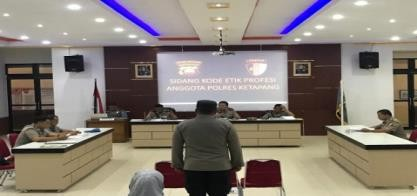 SIDANG KODE ETIK PROFESI
ANGGOTA POLRES KETAPANG